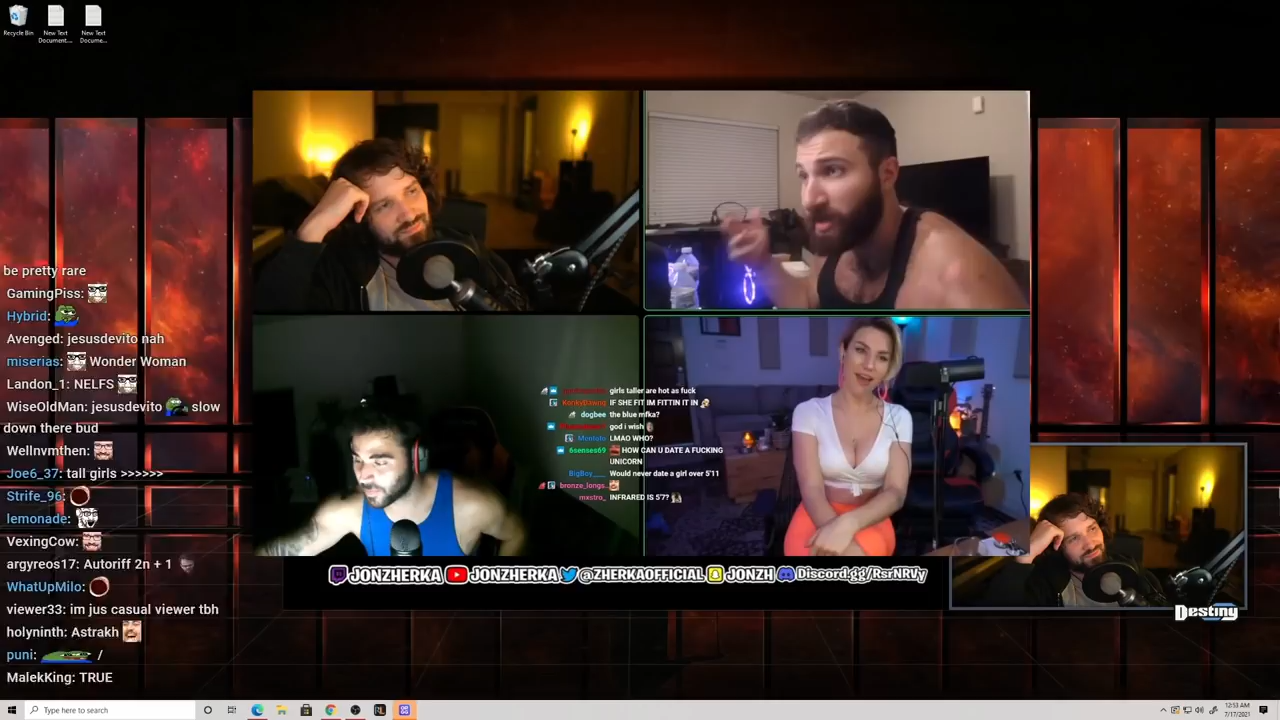 Recycle Bin
New Text
Document...
New Text
Docume...
be pretty rare
GamingPiss:
Hybrid:
Avenged: jesusdevito nah
miserias: Wonder Woman
Landon_1: NELFS
WiseOldMan: jesusdevito slow
down there bud
Wellnvmthen:
Joe6_37: tall girls >>>>>>
Strife_96:
lemonade:
VexingCow:
argyreos17: Autoriff 2n + 1
WhatUpMilo:
viewer33: im jus casual viewer tbh
holyninth: Astrakh
puni: /
MalekKing: TRUE
girls taller are hot as fuck
IF SHE FIT IM FITTIN IT IN
dogbee the blue mfka?
god i wish
LMAO WHO?
6senses69 HOW CAN U DATE A FUCKING
UNICORN
BigBoy___ Would never date a girl over 5'11
bronze_longs..
mxstro_ INFRARED IS 5'7?
JONZHERKA JONZHERKA @ZHERKAOFFICIAL JONZH Discord.gg/RsrNRVy
Destiny
Type here to search
12:53 AM
7/17/2021